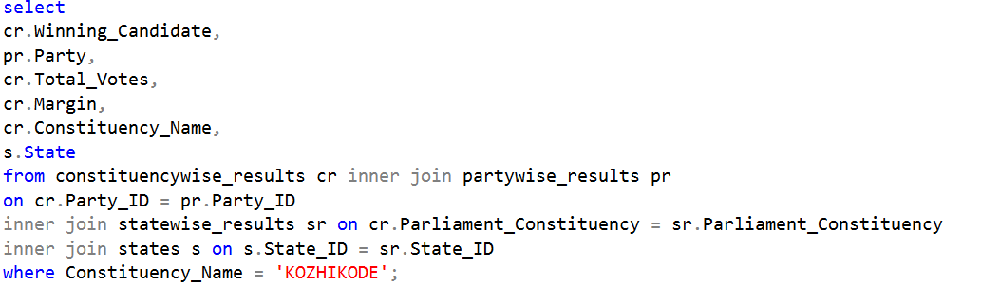 select
cr.Winning_Candidate,
pr.Party,
cr.Total_Votes,
cr.Margin,
cr.Constituency_Name,
s.State
from constituencywise_results cr inner join partywise_results pr
on cr.Party_ID = pr.Party_ID
inner join statewise_results sr on cr.Parliament_Constituency = sr.Parliament_Constituency
inner join states s on s.State_ID = sr.State_ID
where Constituency_Name = 'KOZHIKODE';